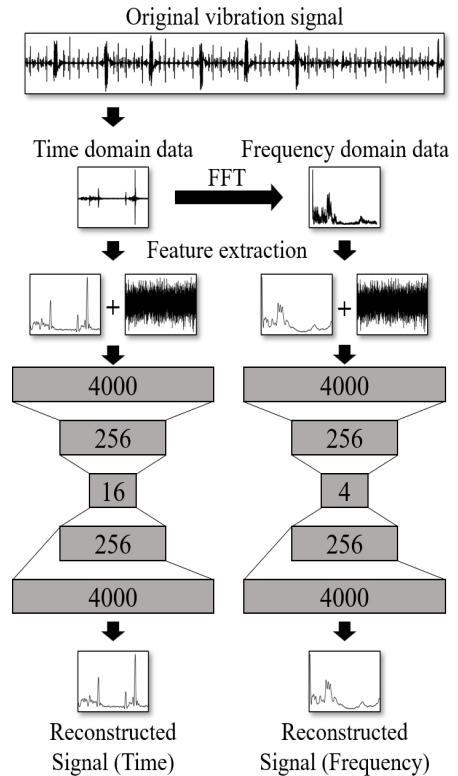 Original vibration signal
Time domain data
Frequency domain data
FFT
Feature extraction
+
+
4000
4000
256
256
16
4
256
256
4000
4000
Reconstructed
Signal (Time)
Reconstructed
Signal (Frequency)